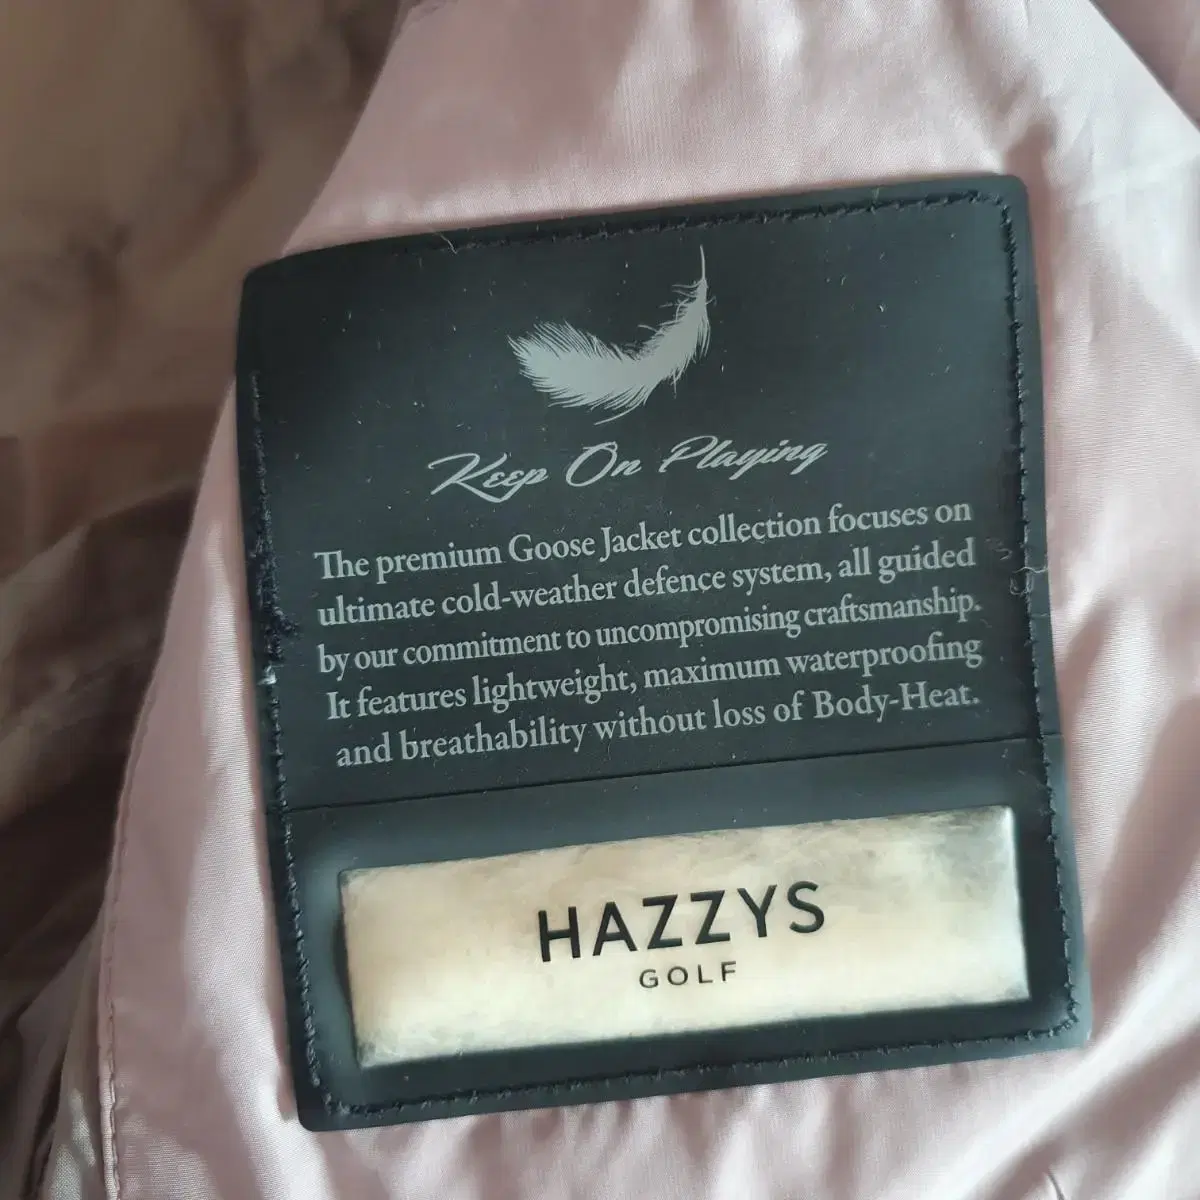 Keep On Playing
The premium Goose Jacket collection focuses on
ultimate cold-weather defence system, all guided
by our commitment to uncompromising craftsmanship.
It features lightweight, maximum waterproofing
and breathability without loss of Body-Heat.
HAZZYS
GOLF